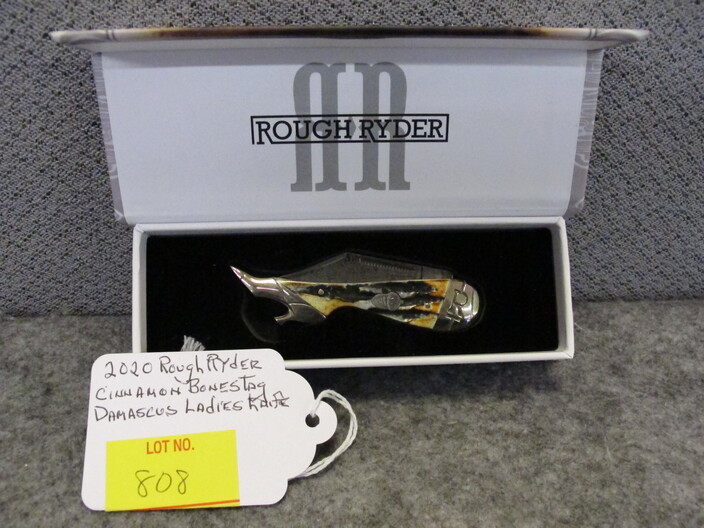 ROUGH RYDER
2020 Rough Ryder
Cinnamon Bonestag
Damascus Ladies Knife
LOT NO.
808